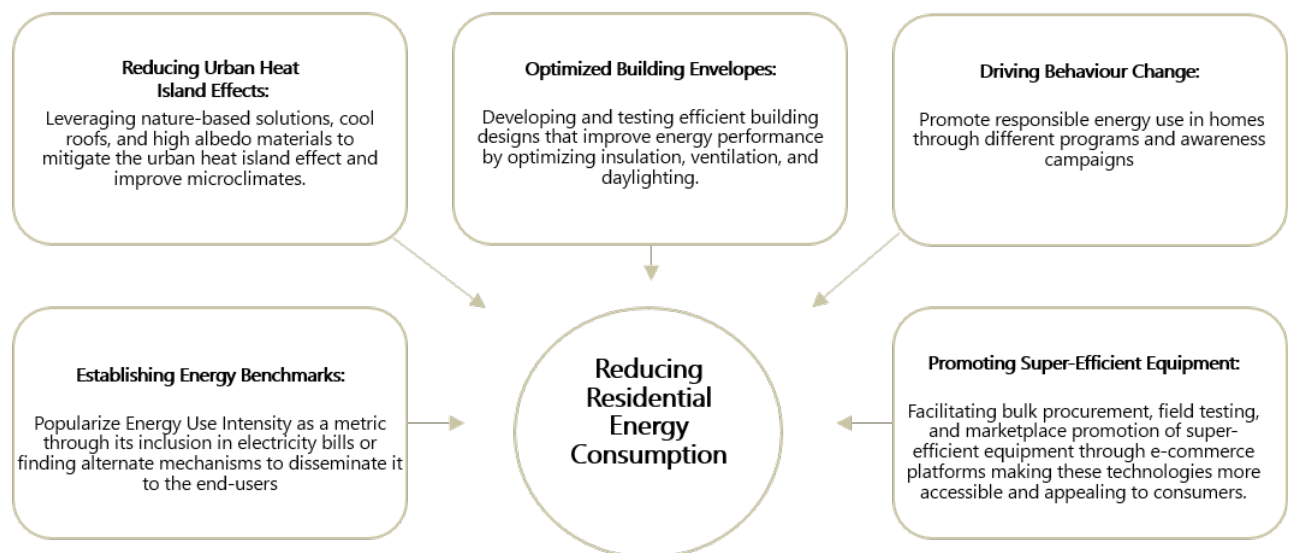 Reducing Urban Heat
Island Effects:
Leveraging nature-based solutions, cool
roofs, and high albedo materials to
mitigate the urban heat island effect and
improve microclimates.
Optimized Building Envelopes:
Developing and testing efficient building
designs that improve energy performance
by optimizing insulation, ventilation, and
daylighting.
Driving Behaviour Change:
Promote responsible energy use in homes
through different programs and awareness
campaigns
Establishing Energy Benchmarks:
Popularize Energy Use Intensity as a metric
through its inclusion in electricity bills or
finding alternate mechanisms to disseminate it
to the end-users
Reducing
Residential
Energy
Consumption
Promoting Super-Efficient Equipment:
Facilitating bulk procurement, field testing,
and marketplace promotion of super-
efficient equipment through e-commerce
platforms making these technologies more
accessible and appealing to consumers.